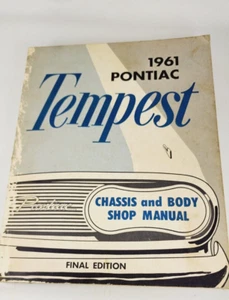 1961
PONTIAC
Tempest
Pontiac
CHASSIS and BODY
SHOP MANUAL
FINAL EDITION